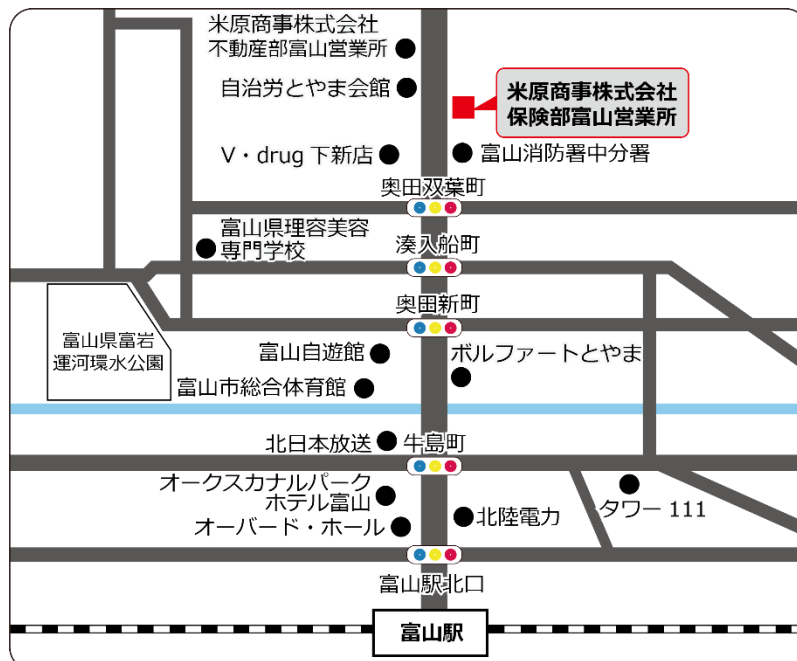 米原商事株式会社
不動産部富山営業所
自治労とやま会館
米原商事株式会社
保険部富山営業所
V・drug 下新店
富山消防署中分署
奥田双葉町
富山県理容美容
専門学校
湊入船町
奥田新町
富山県富岩
運河環水公園
富山自遊館
ボルファートとやま
富山市総合体育館
北日本放送
牛島町
オークスカナルパーク
ホテル富山
タワー 111
オーバード・ホール
北陸電力
富山駅北口
富山駅